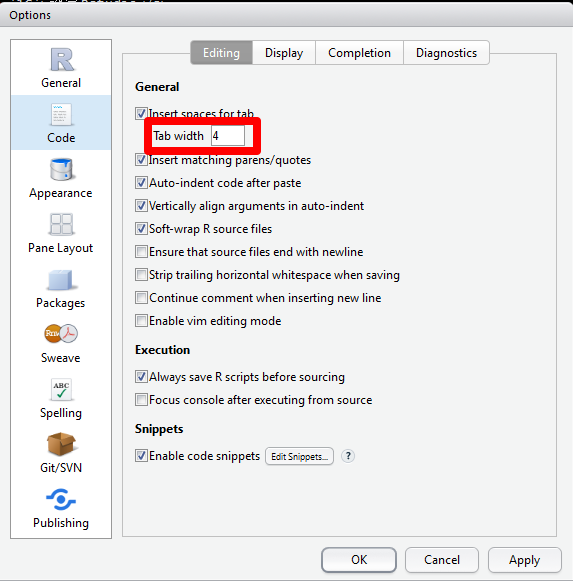 Options
General
Code
Appearance
Pane Layout
Packages
Sweave
Spelling
Git/SVN
Publishing
Editing
Display
Completion
Diagnostics
General
Insert spaces for tab
Tab width 4
Insert matching parens/quotes
Auto-indent code after paste
Vertically align arguments in auto-indent
Soft-wrap R source files
Ensure that source files end with newline
Strip trailing horizontal whitespace when saving
Continue comment when inserting new line
Enable vim editing mode
Execution
Always save R scripts before sourcing
Focus console after executing from source
Snippets
Enable code snippets Edit Snippets... ?
OK
Cancel
Apply